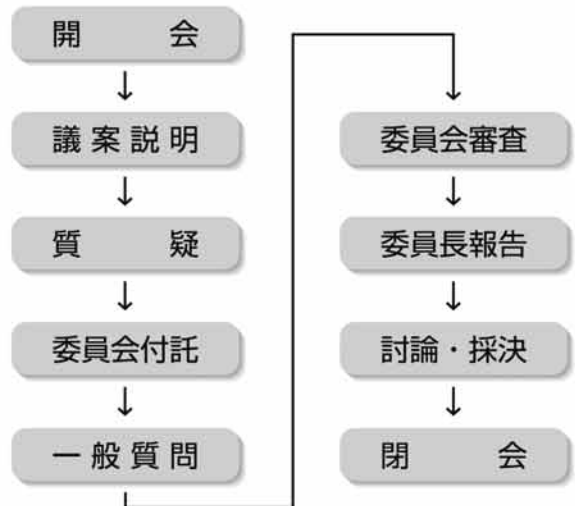 開会
議案説明
質疑
委員会付託
一般質問
委員会審査
委員長報告
討論・採決
閉会